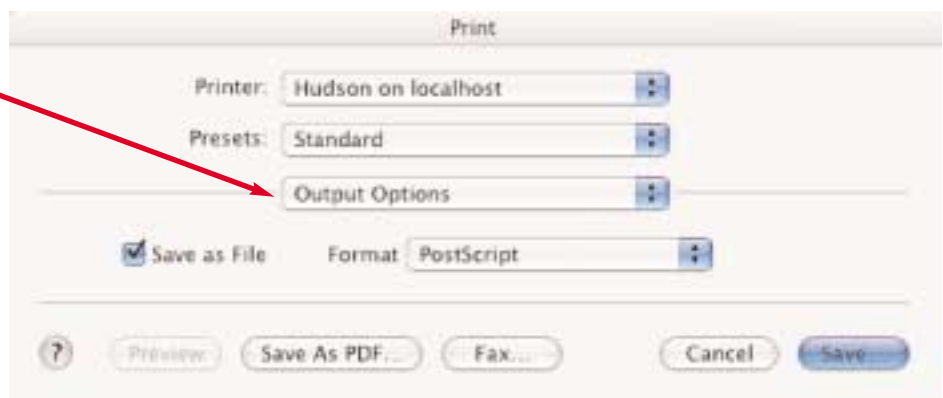 Print
Printer: Hudson on localhost
Presets: Standard
Output Options
Save as File Format PostScript
? Preview Save As PDF... Fax... Cancel Save...